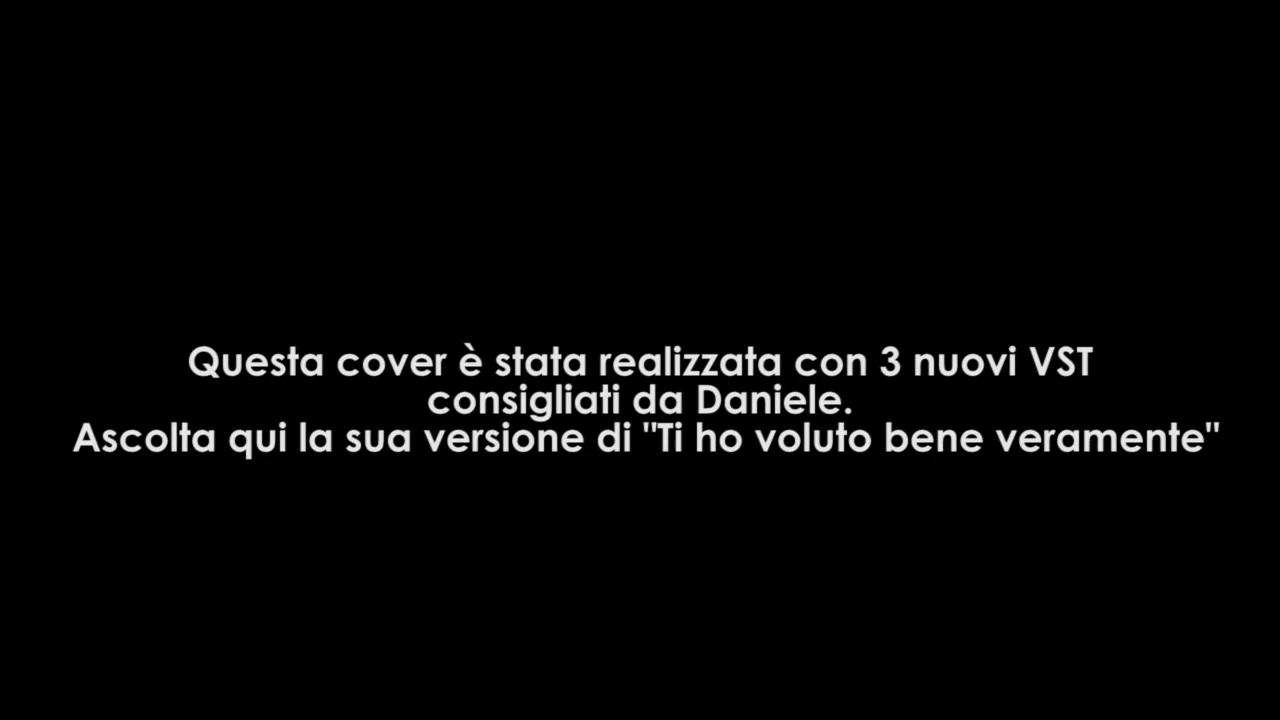 Questa cover è stata realizzata con 3 nuovi VST
consigliati da Daniele.
Ascolta qui la sua versione di "Ti ho voluto bene veramente"